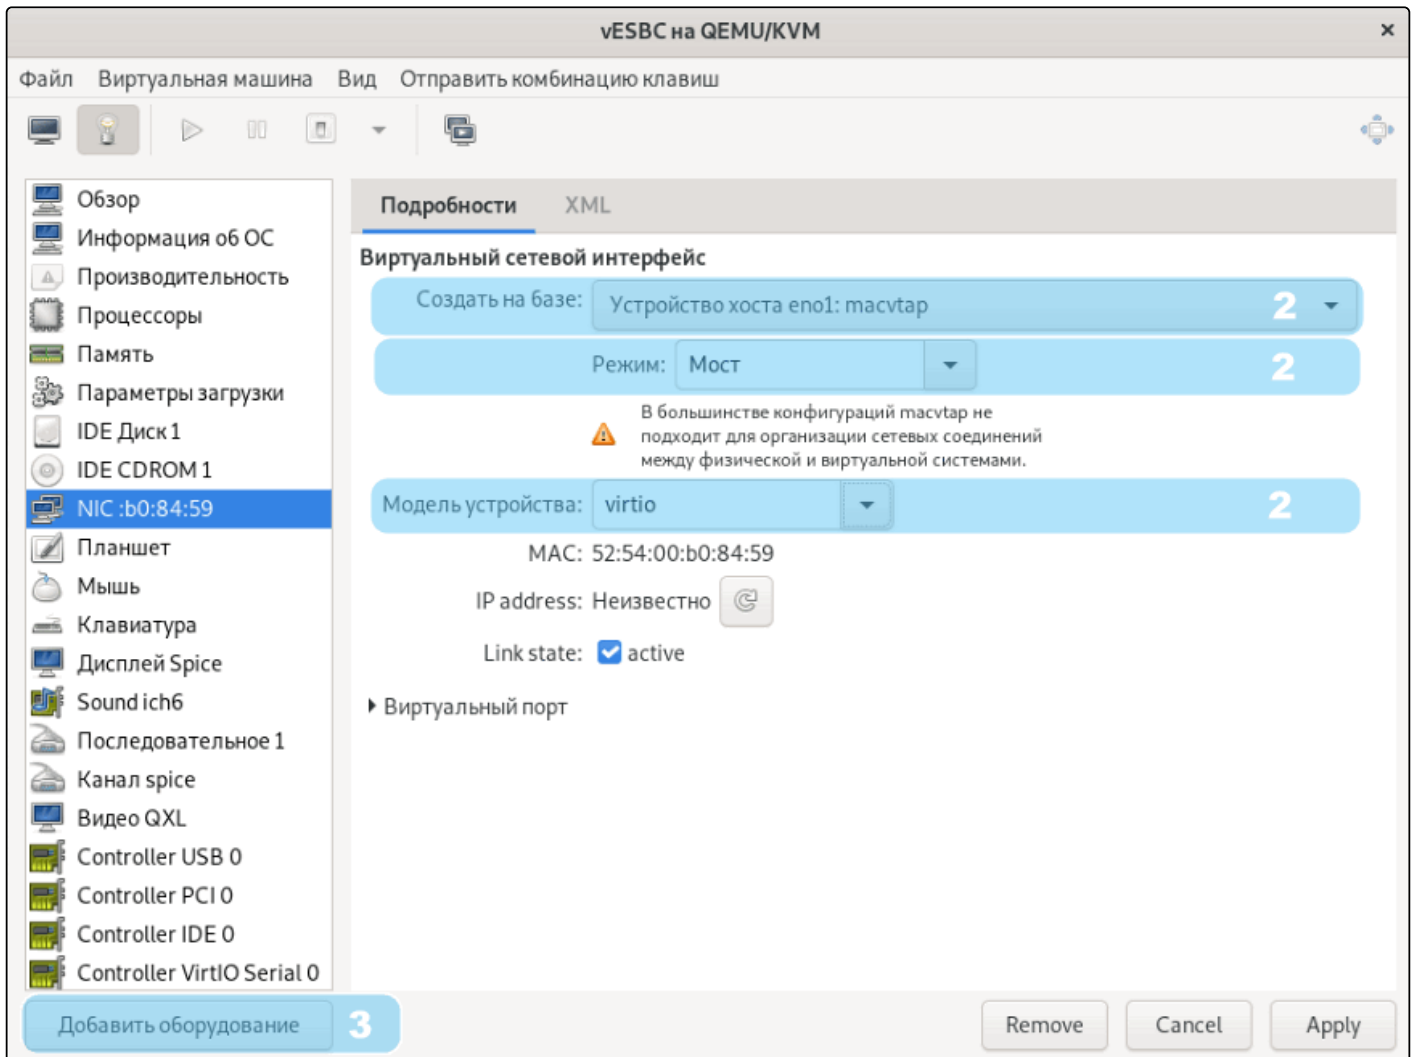 vESBC на QEMU/KVM
Файл Виртуальная машина Вид Отправить комбинацию клавиш
Обзор
Информация об ОС
Производительность
Процессоры
Память
Параметры загрузки
IDE Диск 1
IDE CDROM 1
NIC :b0:84:59
Планшет
Мышь
Клавиатура
Дисплей Spice
Sound ich6
Последовательное 1
Канал spice
Видео QXL
Controller USB 0
Controller PCI 0
Controller IDE 0
Controller VirtIO Serial 0
Добавить оборудование 3
Подробности XML
Виртуальный сетевой интерфейс
Создать на базе: Устройство хоста eno1: macvtap 2
Режим: Мост 2
В большинстве конфигураций macvtap не
подходит для организации сетевых соединений
между физической и виртуальной системами.
Модель устройства: virtio 2
MAC: 52:54:00:b0:84:59
IP address: Неизвестно
Link state: active
Виртуальный порт
Remove Cancel Apply